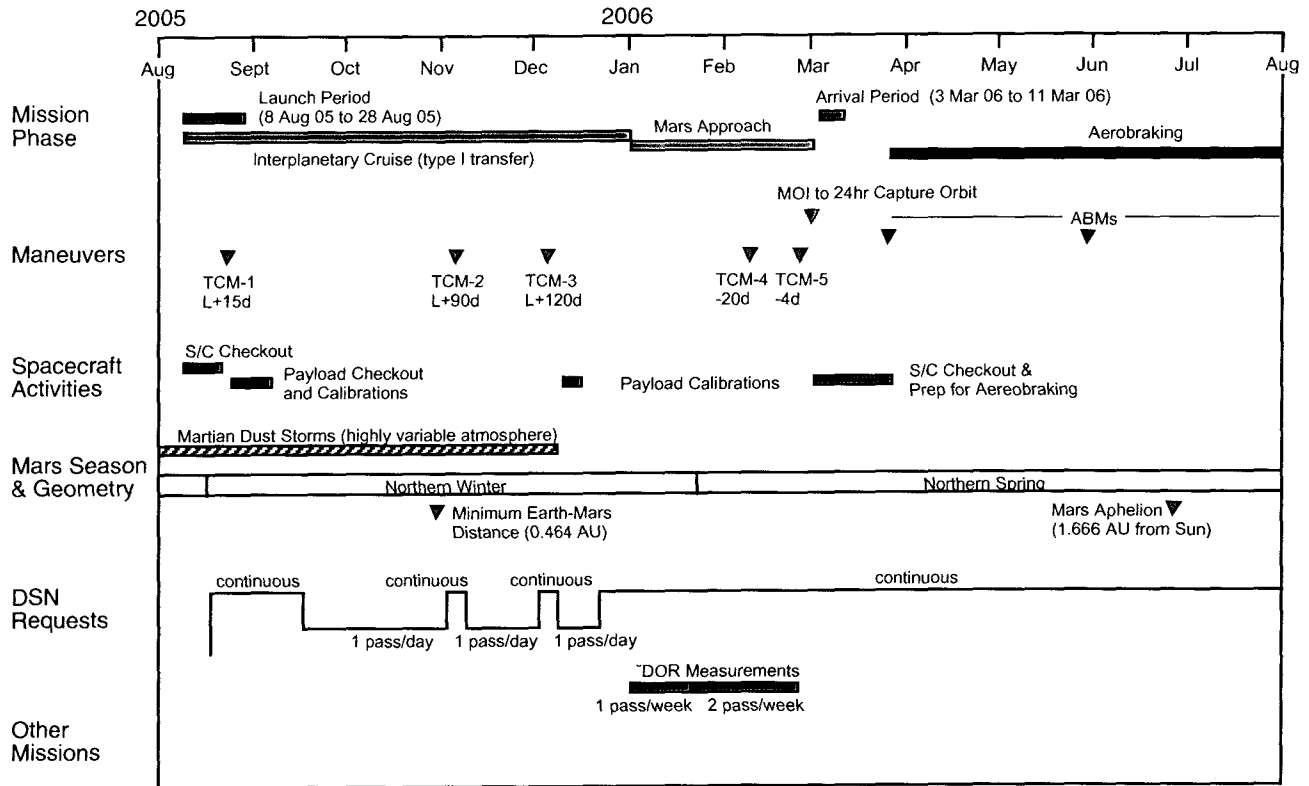 2005 2006
Aug Sept Oct Nov Dec Jan Feb Mar Apr May Jun Jul Aug
Mission
Phase
Launch Period
(8 Aug 05 to 28 Aug 05)
Interplanetary Cruise (type I transfer)
Mars Approach
Arrival Period (3 Mar 06 to 11 Mar 06)
Aerobraking
Maneuvers
MOI to 24hr Capture Orbit
ABMs
TCM-1
L+15d
TCM-2
L+90d
TCM-3
L+120d
TCM-4
-20d
TCM-5
-4d
Spacecraft
Activities
S/C Checkout
Payload Checkout
and Calibrations
Payload Calibrations
S/C Checkout &
Prep for Aereobraking
Mars Season
& Geometry
Martian Dust Storms (highly variable atmosphere)
Northern Winter
Northern Spring
Minimum Earth-Mars
Distance (0.464 AU)
Mars Aphelion
(1.666 AU from Sun)
DSN
Requests
continuous continuous continuous continuous
1 pass/day 1 pass/day 1 pass/day
DOR Measurements
1 pass/week 2 pass/week
Other
Missions